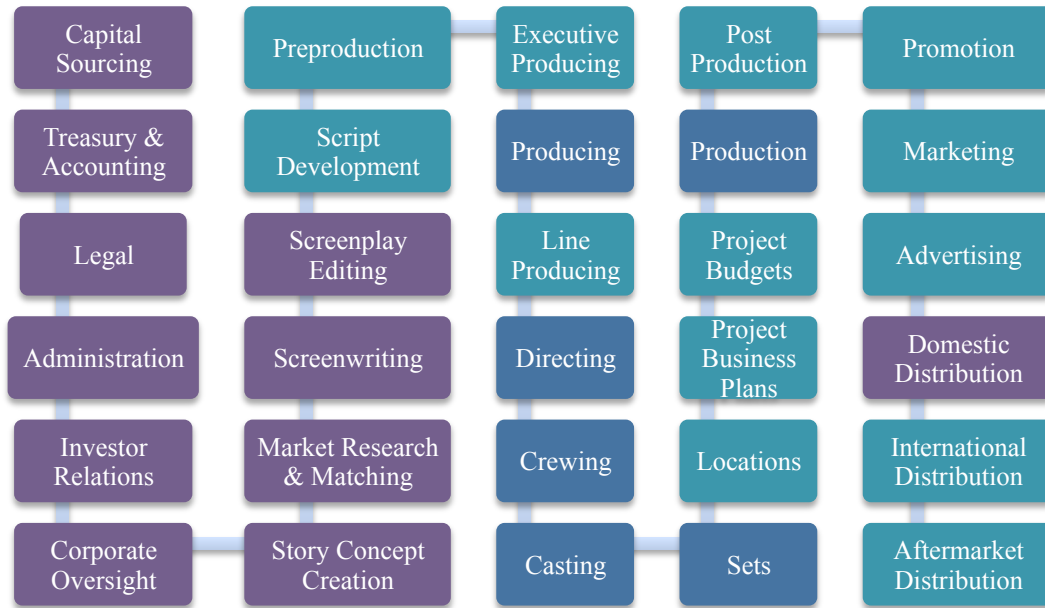 Capital
Sourcing
Treasury &
Accounting
Legal
Administration
Investor
Relations
Corporate
Oversight
Preproduction
Script
Development
Screenplay
Editing
Screenwriting
Market Research
& Matching
Story Concept
Creation
Executive
Producing
Producing
Line
Producing
Directing
Crewing
Casting
Post
Production
Production
Project
Budgets
Project
Business
Plans
Locations
Sets
Promotion
Marketing
Advertising
Domestic
Distribution
International
Distribution
Aftermarket
Distribution